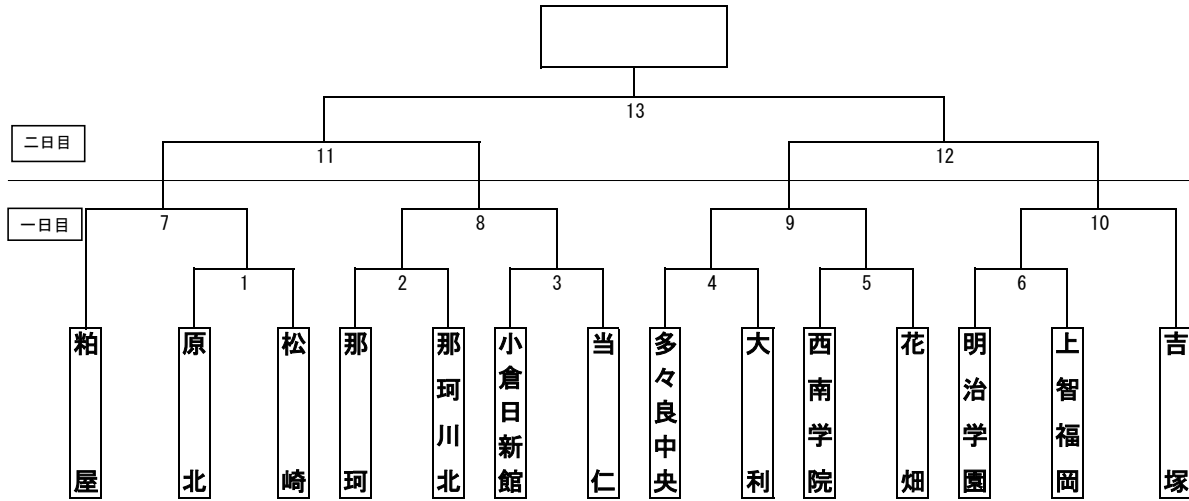 13
二日目
11
12
一日目
7
8
9
10
1
2
3
4
5
6
粕屋
原北
松崎
那珂
那珂川北
小倉日新館
当仁
多々良中央
大利
西南学院
花畑
明治学園
上智福岡
吉塚